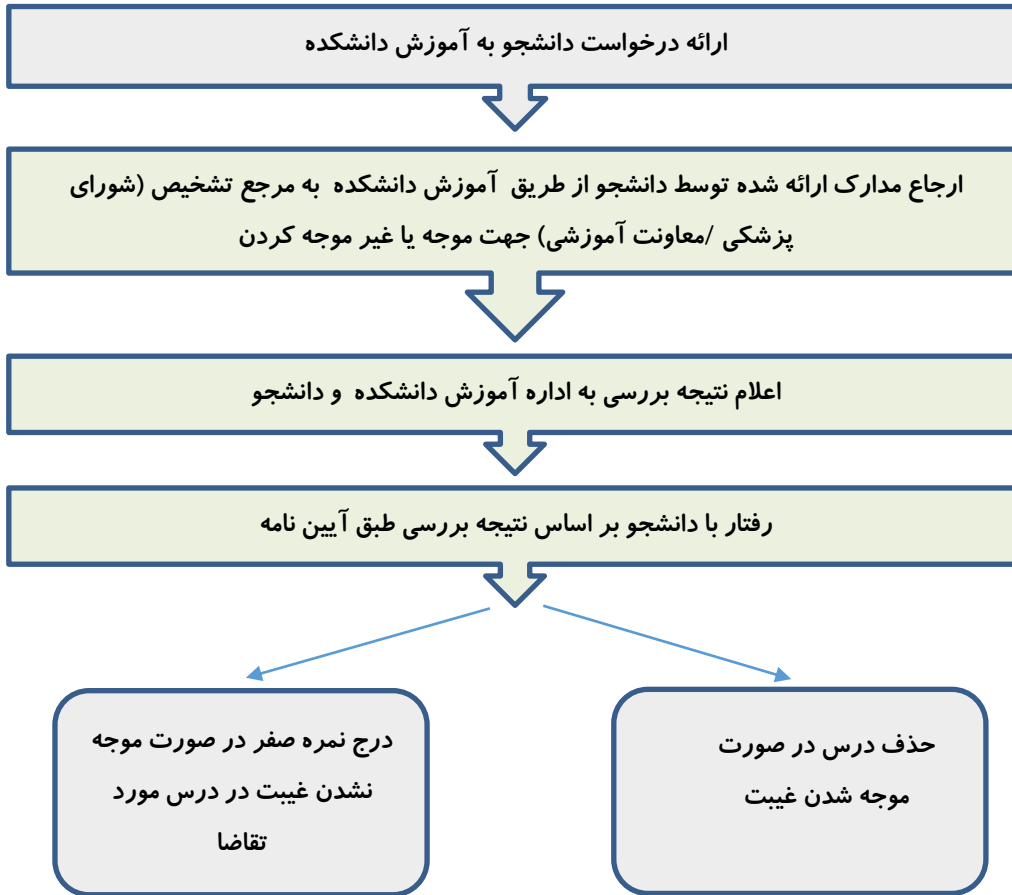 ارائه درخواست دانشجو به آموزش دانشکده
ارجاع مدارک ارائه شده توسط دانشجو از طریق آموزش دانشکده به مرجع تشخیص (شورای
پزشکی /معاونت آموزشی) جهت موجه یا غیر موجه کردن
اعلام نتیجه بررسی به اداره آموزش دانشکده و دانشجو
رفتار با دانشجو بر اساس نتیجه بررسی طبق آیین نامه
حذف درس در صورت
موجه شدن غیبت
درج نمره صفر در صورت موجه
نشدن غیبت در درس مورد
تقاضا